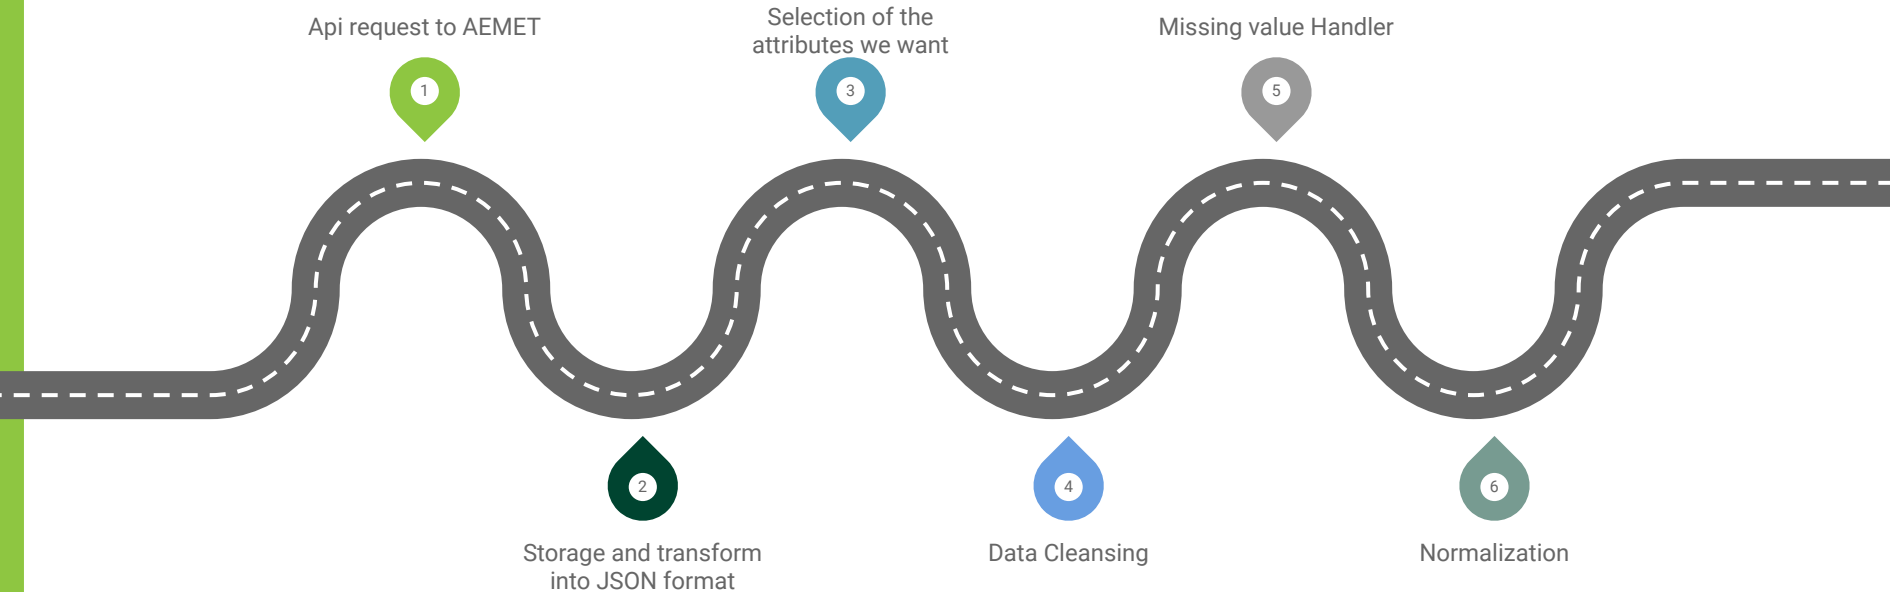 Api request to AEMET
1
Storage and transform
into JSON format
2
Selection of the
attributes we want
3
Data Cleansing
4
Missing value Handler
5
Normalization
6